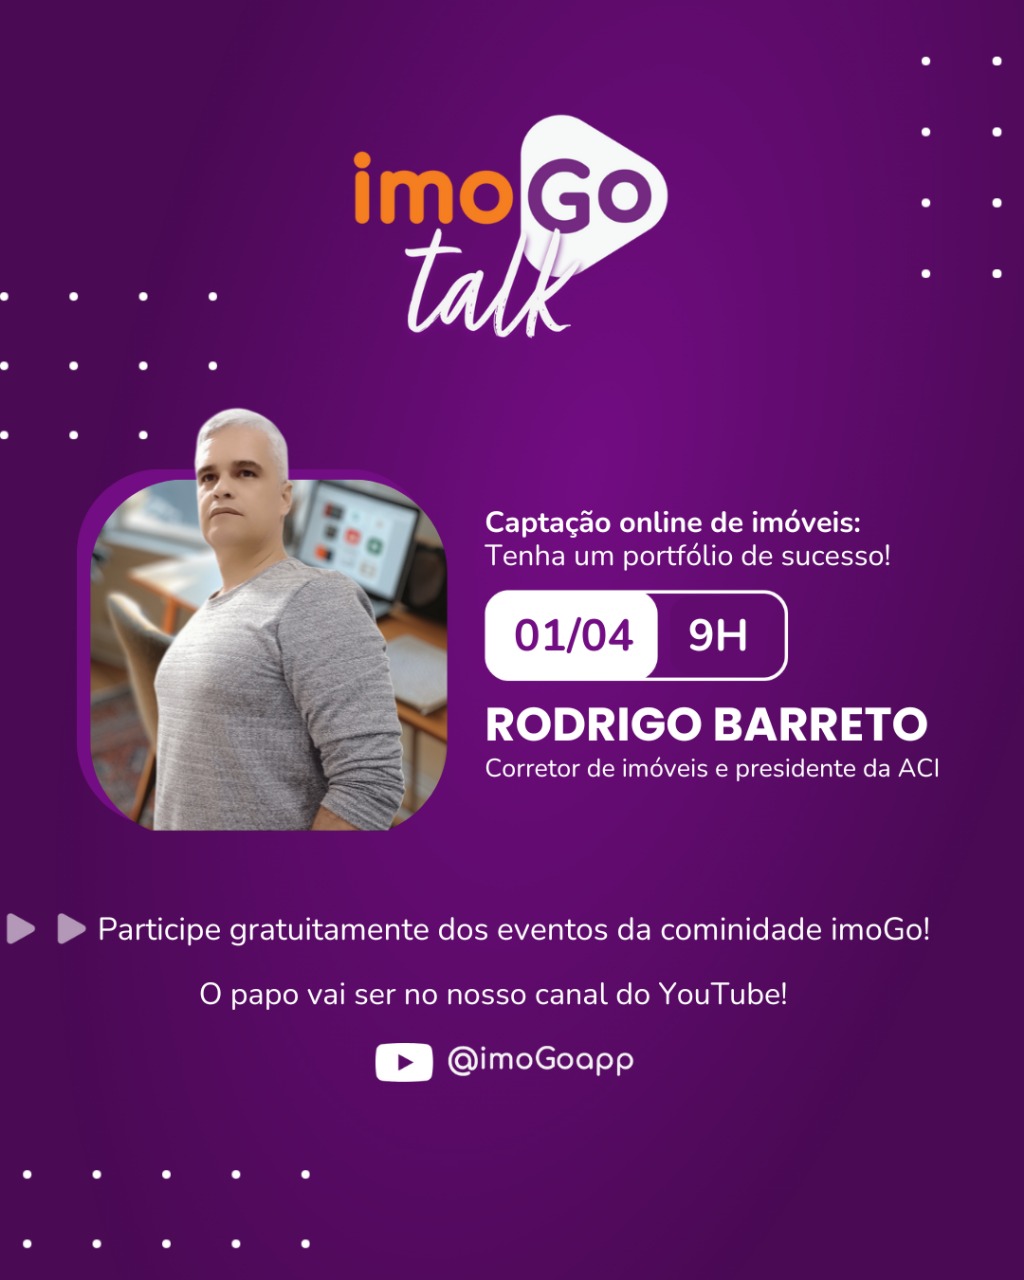 imoGo
talk
Captação online de imóveis:
Tenha um portfólio de sucesso!
01/04 9H
RODRIGO BARRETO
Corretor de imóveis e presidente da ACI
Participe gratuitamente dos eventos da cominidade imoGo!
O papo vai ser no nosso canal do YouTube!
@imoGoapp